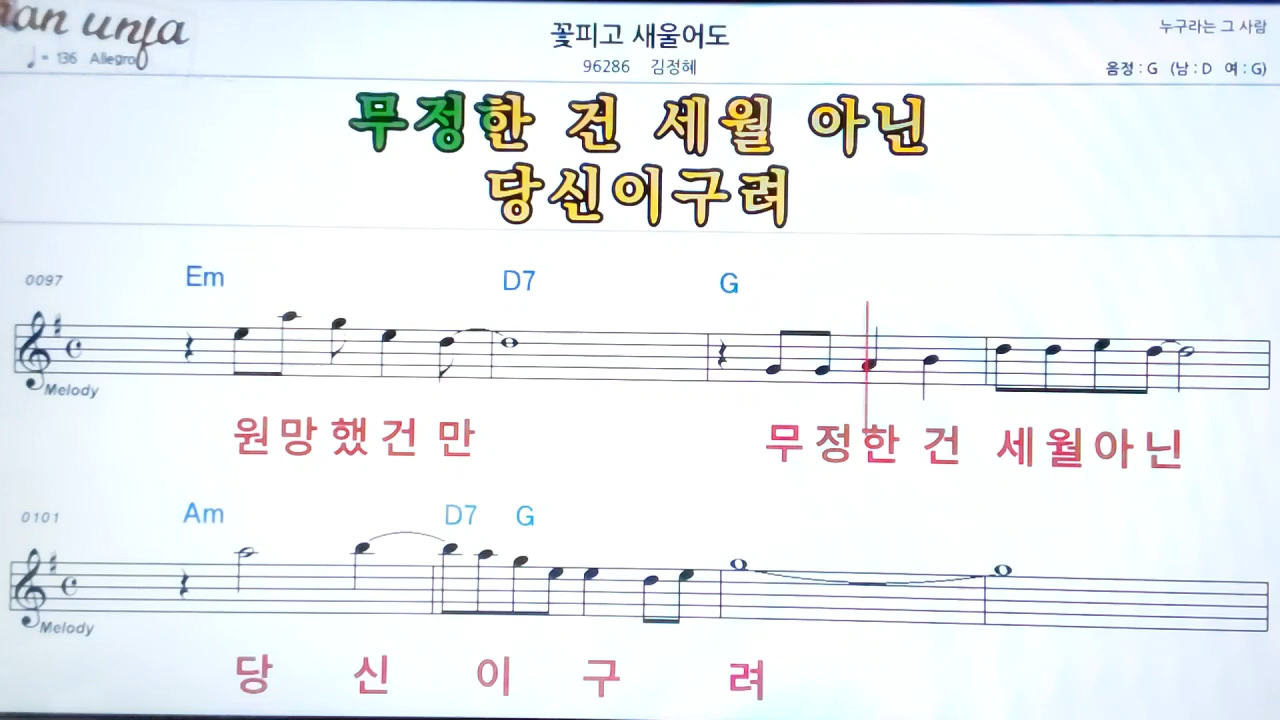 꽃피고 새울어도
누구라는 그 사람
♩ = 136 Allegro
96286 김정혜
음정 : G (남 : D 여 : G)
무정한 건 세월 아닌
당신이구려
0097 Em D7 G
Melody
원망했건만 무정한 건 세월아닌
0101 Am D7 G
Melody
당 신 이 구 려